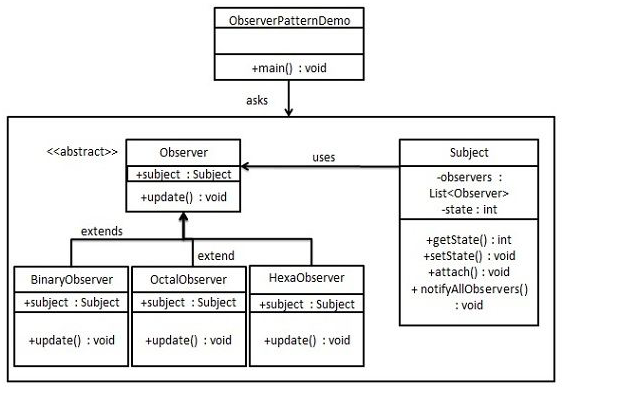 ObserverPatternDemo
+main() : void
asks
<<abstract>>
Observer
+subject : Subject
+update() : void
uses
Subject
-observers :
List<Observer>
-state : int
+getState() : int
+setState() : void
+attach() : void
+ notifyAllObservers()
: void
extends
extend
BinaryObserver
+subject : Subject
+update() : void
OctalObserver
+subject : Subject
+update() : void
HexaObserver
+subject : Subject
+update() : void